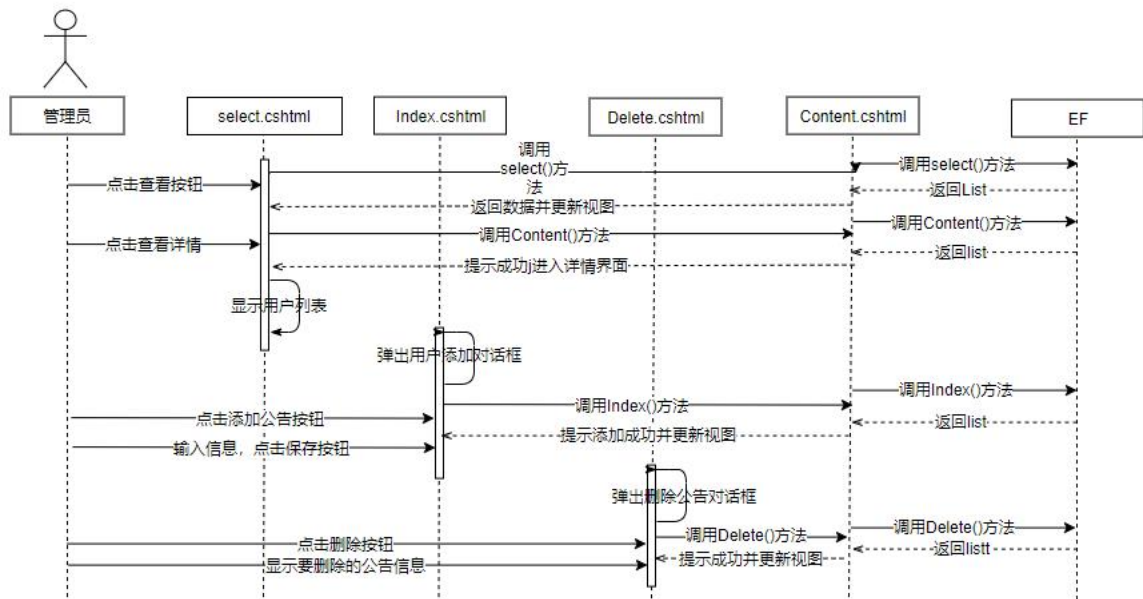 管理员
select.cshtml
Index.cshtml
Delete.cshtml
Content.cshtml
EF
调用
select()方
法
调用select()方法
点击查看按钮
返回List
返回数据并更新视图
调用Content()方法
调用Content()方法
点击查看详情
返回list
提示成功j进入详情界面
显示用户列表
弹出用户添加对话框
调用Index()方法
调用Index()方法
点击添加公告按钮
返回list
提示添加成功并更新视图
输入信息，点击保存按钮
弹出删除公告对话框
调用Delete()方法
调用Delete()方法
点击删除按钮
返回listt
提示成功并更新视图
显示要删除的公告信息